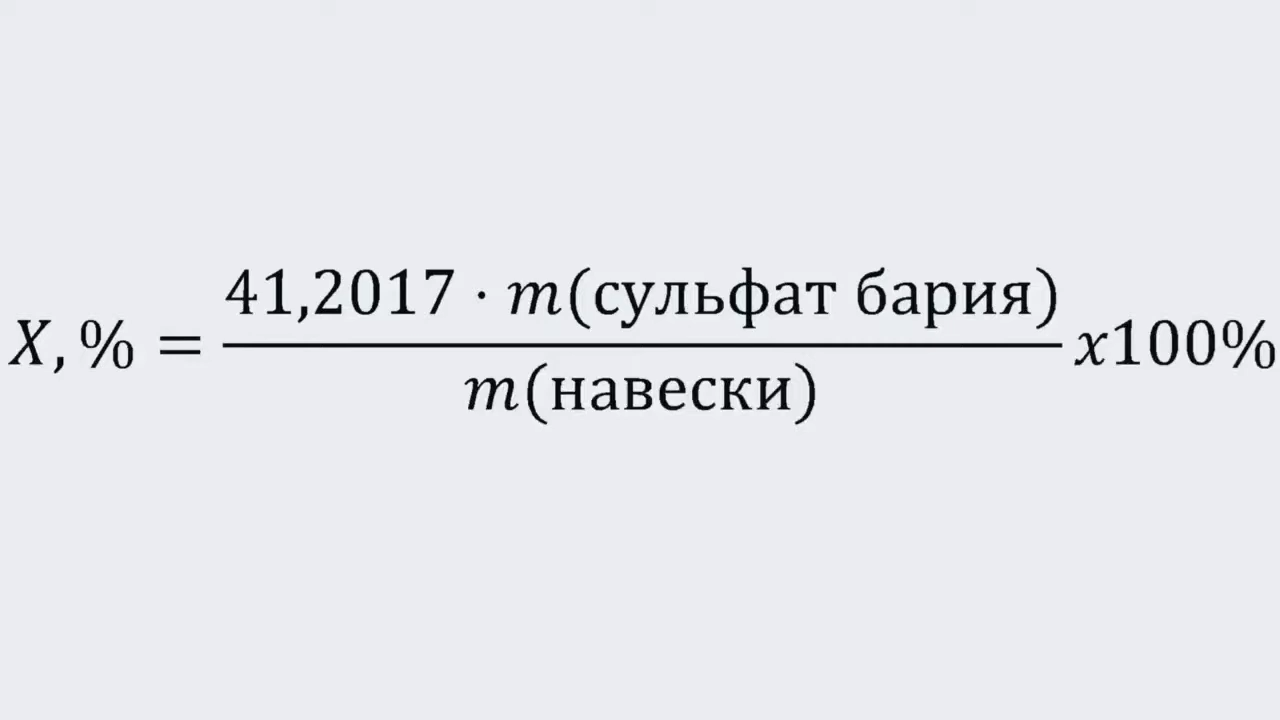 X, % = 41,2017 · m(сульфат бария) / m(навески) x100%